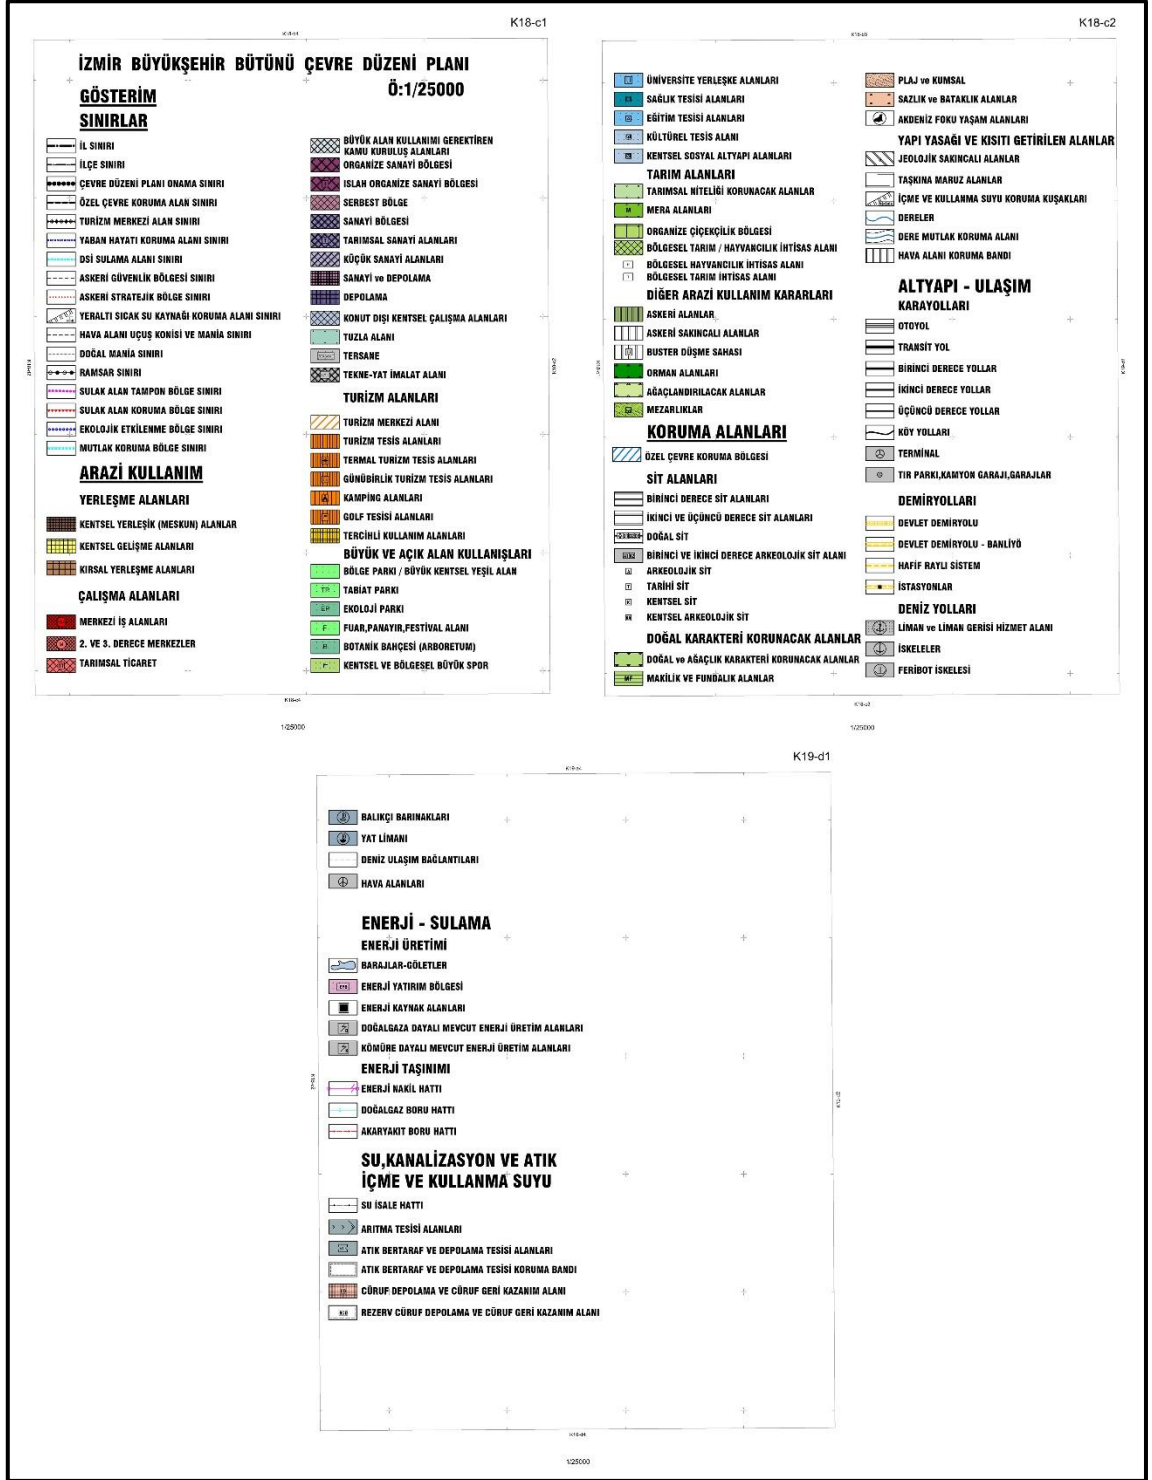 K18-c1
İZMİR BÜYÜKŞEHİR BÜTÜNÜ ÇEVRE DÜZENİ PLANI
Ö:1/25000
GÖSTERİM
SINIRLAR
İL SINIRI
İLÇE SINIRI
ÇEVRE DÜZENİ PLANI ONAMA SINIRI
ÖZEL ÇEVRE KORUMA ALAN SINIRI
TURİZM MERKEZİ ALAN SINIRI
YABAN HAYATI KORUMA ALANI SINIRI
DSİ SULAMA ALANI SINIRI
ASKERİ GÜVENLİK BÖLGESİ SINIRI
ASKERİ STRATEJİK BÖLGE SINIRI
YERALTI SICAK SU KAYNAĞI KORUMA ALANI SINIRI
HAVA ALANI UÇUŞ KONİSİ VE MANİA SINIRI
DOĞAL MANİA SINIRI
RAMSAR SINIRI
SULAK ALAN TAMPON BÖLGE SINIRI
SULAK ALAN KORUMA BÖLGE SINIRI
EKOLOJİK ETKİLENME BÖLGE SINIRI
MUTLAK KORUMA BÖLGE SINIRI
ARAZİ KULLANIM
YERLEŞME ALANLARI
KENTSEL YERLEŞİK (MESKUN) ALANLAR
KENTSEL GELİŞME ALANLARI
KIRSAL YERLEŞME ALANLARI
ÇALIŞMA ALANLARI
MERKEZİ İŞ ALANLARI
2. VE 3. DERECE MERKEZLER
TARIMSAL TİCARET
BÜYÜK ALAN KULLANIMI GEREKTİREN
KAMU KURULUŞ ALANLARI
ORGANİZE SANAYİ BÖLGESİ
ISLAH ORGANİZE SANAYİ BÖLGESİ
SERBEST BÖLGE
SANAYİ BÖLGESİ
TARIMSAL SANAYİ ALANLARI
KÜÇÜK SANAYİ ALANLARI
SANAYİ ve DEPOLAMA
DEPOLAMA
KONUT DIŞI KENTSEL ÇALIŞMA ALANLARI
TUZLA ALANI
TERSANE
TEKNE-YAT İMALAT ALANI
TURİZM ALANLARI
TURİZM MERKEZİ ALANI
TURİZM TESİS ALANLARI
TERMAL TURİZM TESİS ALANLARI
GÜNÜBİRLİK TURİZM TESİS ALANLARI
KAMPİNG ALANLARI
GOLF TESİSİ ALANLARI
TERCİHLİ KULLANIM ALANLARI
BÜYÜK VE AÇIK ALAN KULLANIŞLARI
BÖLGE PARKI / BÜYÜK KENTSEL YEŞİL ALAN
TP TABİAT PARKI
EP EKOLOJİ PARKI
F FUAR,PANAYIR,FESTİVAL ALANI
B BOTANİK BAHÇESİ (ARBORETUM)
KENTSEL VE BÖLGESEL BÜYÜK SPOR
K18-c4
1/25000
K18-c2
ÜNİVERSİTE YERLEŞKE ALANLARI
SAĞLIK TESİSİ ALANLARI
EĞİTİM TESİSİ ALANLARI
KÜLTÜREL TESİS ALANI
KENTSEL SOSYAL ALTYAPI ALANLARI
TARIM ALANLARI
TARIMSAL NİTELİĞİ KORUNACAK ALANLAR
M MERA ALANLARI
ORGANİZE ÇİÇEKÇİLİK BÖLGESİ
BÖLGESEL TARIM / HAYVANCILIK İHTİSAS ALANI
BÖLGESEL HAYVANCILIK İHTİSAS ALANI
BÖLGESEL TARIM İHTİSAS ALANI
DİĞER ARAZİ KULLANIM KARARLARI
ASKERİ ALANLAR
ASKERİ SAKINCALI ALANLAR
BUSTER DÜŞME SAHASI
ORMAN ALANLARI
AĞAÇLANDIRILACAK ALANLAR
MEZARLIKLAR
KORUMA ALANLARI
ÖZEL ÇEVRE KORUMA BÖLGESİ
SİT ALANLARI
BİRİNCİ DERECE SİT ALANLARI
İKİNCİ VE ÜÇÜNCÜ DERECE SİT ALANLARI
DOĞAL SİT
BİRİNCİ VE İKİNCİ DERECE ARKEOLOJİK SİT ALANI
ARKEOLOJİK SİT
TARİHİ SİT
KENTSEL SİT
KENTSEL ARKEOLOJİK SİT
DOĞAL KARAKTERİ KORUNACAK ALANLAR
DOĞAL ve AĞAÇLIK KARAKTERİ KORUNACAK ALANLAR
MF MAKİLİK VE FUNDALIK ALANLAR
PLAJ ve KUMSAL
SAZLIK ve BATAKLIK ALANLAR
AKDENİZ FOKU YAŞAM ALANLARI
YAPI YASAĞI VE KISITI GETİRİLEN ALANLAR
JEOLOJİK SAKINCALI ALANLAR
TAŞKINA MARUZ ALANLAR
İÇME VE KULLANMA SUYU KORUMA KUŞAKLARI
DERELER
DERE MUTLAK KORUMA ALANI
HAVA ALANI KORUMA BANDI
ALTYAPI - ULAŞIM
KARAYOLLARI
OTOYOL
TRANSİT YOL
BİRİNCİ DERECE YOLLAR
İKİNCİ DERECE YOLLAR
ÜÇÜNCÜ DERECE YOLLAR
KÖY YOLLARI
TERMİNAL
TIR PARKI,KAMYON GARAJI,GARAJLAR
DEMİRYOLLARI
DEVLET DEMİRYOLU
DEVLET DEMİRYOLU - BANLİYÖ
HAFİF RAYLI SİSTEM
İSTASYONLAR
DENİZ YOLLARI
LİMAN ve LİMAN GERİSİ HİZMET ALANI
İSKELELER
FERİBOT İSKELESİ
1/25000
K19-d1
BALIKÇI BARINAKLARI
YAT LİMANI
DENİZ ULAŞIM BAĞLANTILARI
HAVA ALANLARI
ENERJİ - SULAMA
ENERJİ ÜRETİMİ
BARAJLAR-GÖLETLER
ENERJİ YATIRIM BÖLGESİ
ENERJİ KAYNAK ALANLARI
DOĞALGAZA DAYALI MEVCUT ENERJİ ÜRETİM ALANLARI
KÖMÜRE DAYALI MEVCUT ENERJİ ÜRETİM ALANLARI
ENERJİ TAŞINIMI
ENERJİ NAKİL HATTI
DOĞALGAZ BORU HATTI
AKARYAKIT BORU HATTI
SU,KANALİZASYON VE ATIK
İÇME VE KULLANMA SUYU
SU İSALE HATTI
ARITMA TESİSİ ALANLARI
ATIK BERTARAF VE DEPOLAMA TESİSİ ALANLARI
ATIK BERTARAF VE DEPOLAMA TESİSİ KORUMA BANDI
CÜRUF DEPOLAMA VE CÜRUF GERİ KAZANIM ALANI
REZERV CÜRUF DEPOLAMA VE CÜRUF GERİ KAZANIM ALANI
1/25000